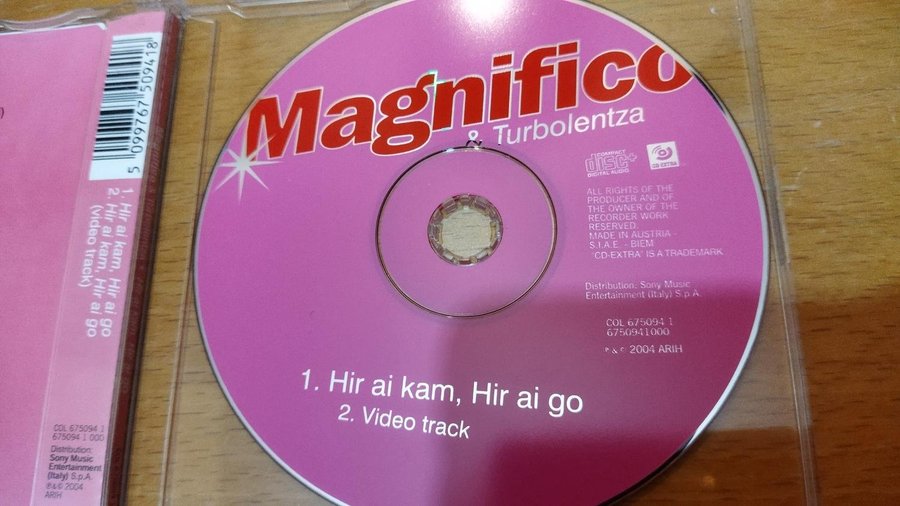 5 099767 509418
1. Hir ai kam, Hir ai go
2. Hir ai kam, Hir ai go
(video track)
COL 675094 1
675094 1 000
Distribution:
Sony Music
Entertainment
(Italy) S.p.A.
℗ & © 2004
ARIH
Magnifico
& Turbolentza
COMPACT
disc+
DIGITAL AUDIO
CD-EXTRA
ALL RIGHTS OF THE
PRODUCER AND OF
THE OWNER OF THE
RECORDER WORK
RESERVED.
MADE IN AUSTRIA -
S.I.A.E. - BIEM
'CD-EXTRA' IS A TRADEMARK
Distribution: Sony Music
Entertainment (Italy) S.p.A.
COL 675094 1
6750941000
℗ & © 2004 ARIH
1. Hir ai kam, Hir ai go
2. Video track